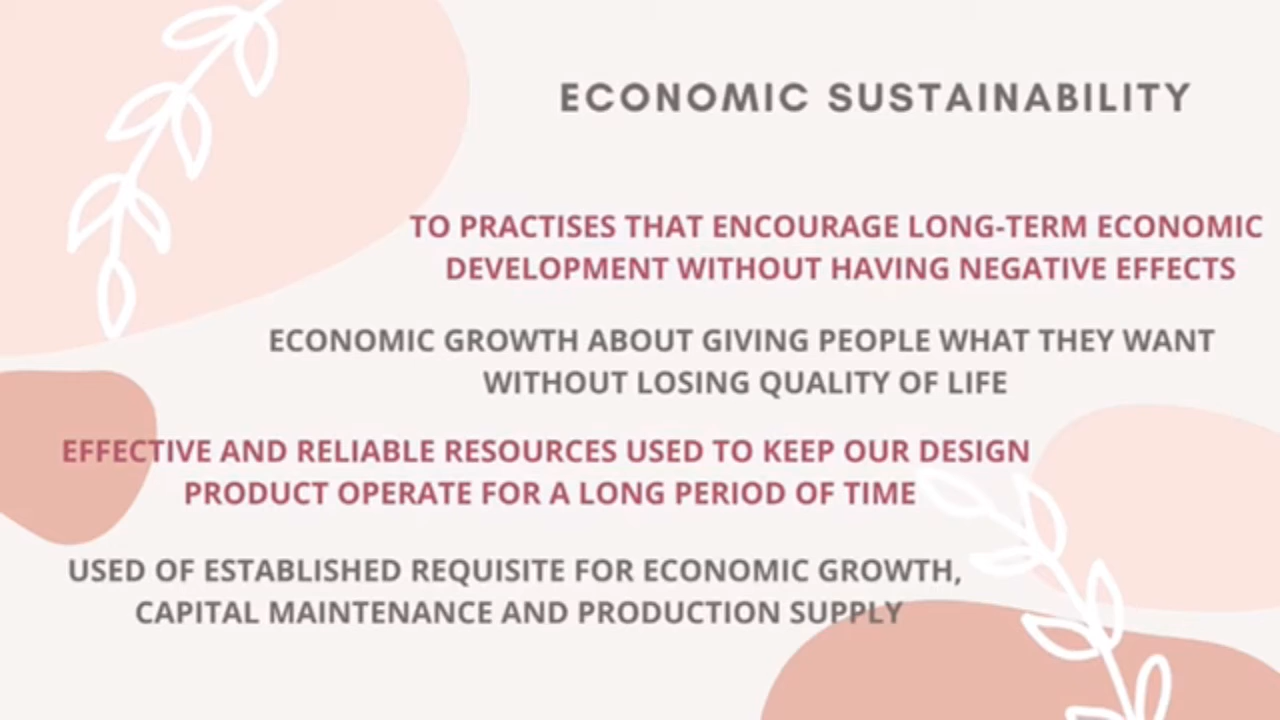 ECONOMIC SUSTAINABILITY
TO PRACTISES THAT ENCOURAGE LONG-TERM ECONOMIC
DEVELOPMENT WITHOUT HAVING NEGATIVE EFFECTS
ECONOMIC GROWTH ABOUT GIVING PEOPLE WHAT THEY WANT
WITHOUT LOSING QUALITY OF LIFE
EFFECTIVE AND RELIABLE RESOURCES USED TO KEEP OUR DESIGN
PRODUCT OPERATE FOR A LONG PERIOD OF TIME
USED OF ESTABLISHED REQUISITE FOR ECONOMIC GROWTH,
CAPITAL MAINTENANCE AND PRODUCTION SUPPLY